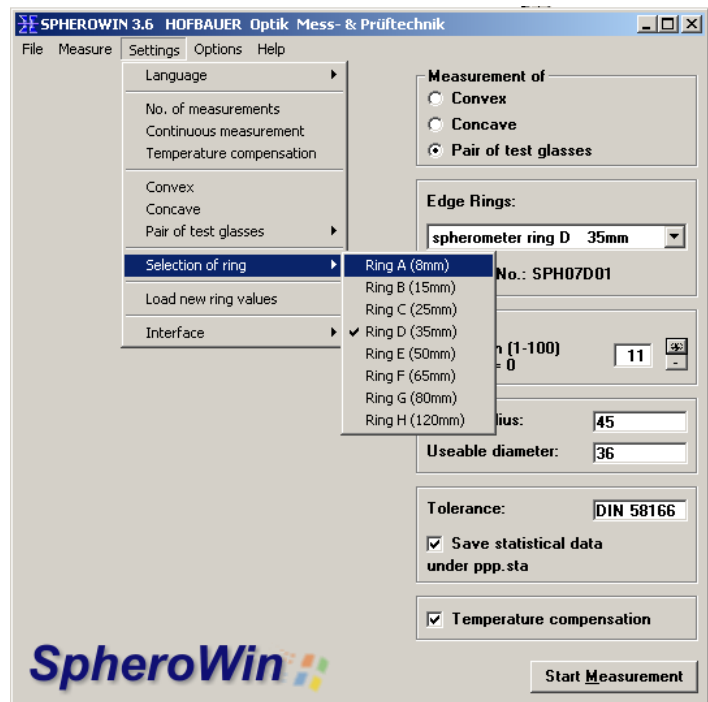 SPHEROWIN 3.6 HOFBAUER Optik Mess- & Prüftechnik
File Measure Settings Options Help
Language
No. of measurements
Continuous measurement
Temperature compensation
Convex
Concave
Pair of test glasses
Selection of ring
Load new ring values
Interface
Ring A (8mm)
Ring B (15mm)
Ring C (25mm)
Ring D (35mm)
Ring E (50mm)
Ring F (65mm)
Ring G (80mm)
Ring H (120mm)
Measurement of
Convex
Concave
Pair of test glasses
Edge Rings:
spherometer ring D 35mm
No.: SPH07D01
(1-100)
= 0
11
-
45
Useable diameter:
36
Tolerance:
DIN 58166
Save statistical data
under ppp.sta
Temperature compensation
SpheroWin
Start Measurement